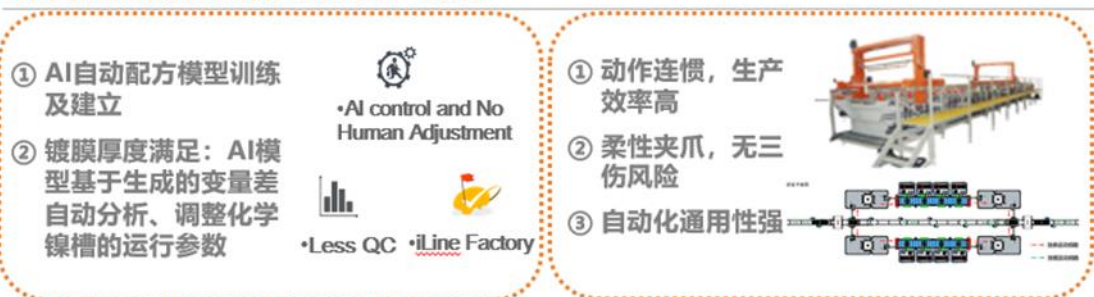 ① AI自动配方模型训练
及建立
② 镀膜厚度满足：AI模
型基于生成的变量差
自动分析、调整化学
镍槽的运行参数
•AI control and No
Human Adjustment
•Less QC •iLine Factory
① 动作连惯，生产
效率高
② 柔性夹爪，无三
伤风险
③ 自动化通用性强